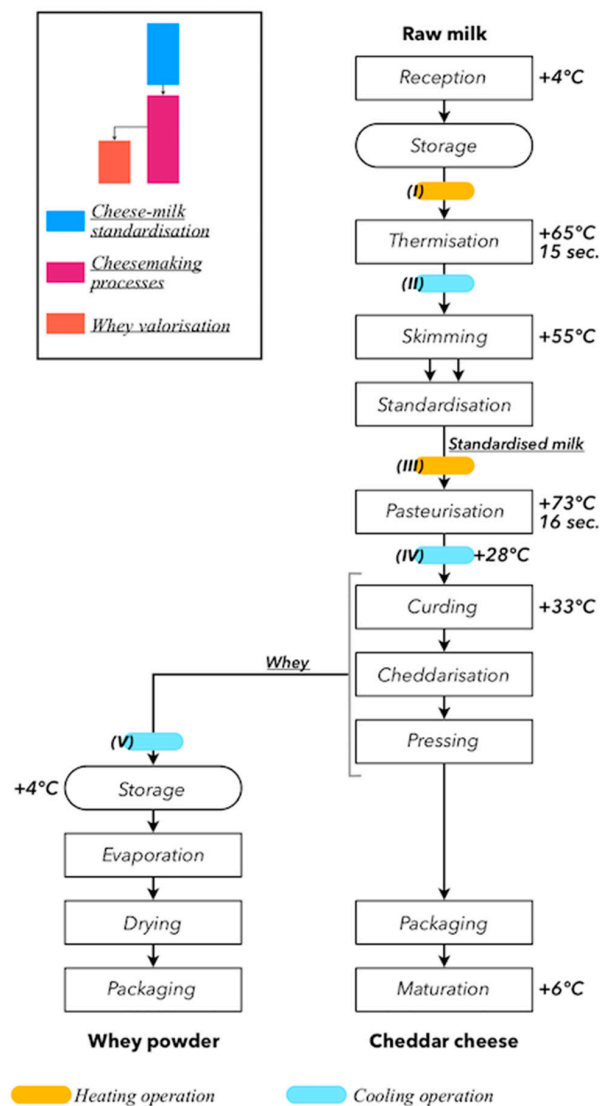 Raw milk
Reception
+4°C
Storage
(I)
Thermisation
+65°C
15 sec.
(II)
Skimming
+55°C
Standardisation
Standardised milk
(III)
Pasteurisation
+73°C
16 sec.
(IV)
+28°C
Curding
+33°C
Cheddarisation
Pressing
Packaging
Maturation
+6°C
Cheddar cheese
Whey
(V)
+4°C
Storage
Evaporation
Drying
Packaging
Whey powder
Cheese-milk
standardisation
Cheesemaking
processes
Whey valorisation
Heating operation
Cooling operation